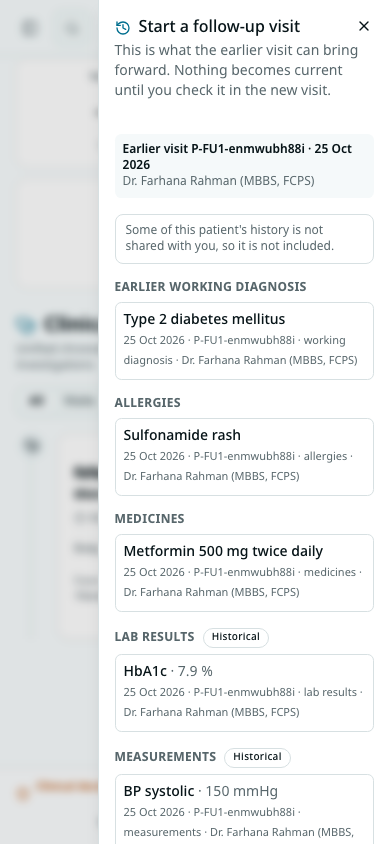 Start a follow-up visit
This is what the earlier visit can bring
forward. Nothing becomes current
until you check it in the new visit.
Earlier visit P-FU1-enmwubh88i · 25 Oct
2026
Dr. Farhana Rahman (MBBS, FCPS)
Some of this patient's history is not
shared with you, so it is not included.
EARLIER WORKING DIAGNOSIS
Type 2 diabetes mellitus
25 Oct 2026 · P-FU1-enmwubh88i · working
diagnosis · Dr. Farhana Rahman (MBBS, FCPS)
ALLERGIES
Sulfonamide rash
25 Oct 2026 · P-FU1-enmwubh88i · allergies ·
Dr. Farhana Rahman (MBBS, FCPS)
MEDICINES
Metformin 500 mg twice daily
25 Oct 2026 · P-FU1-enmwubh88i · medicines ·
Dr. Farhana Rahman (MBBS, FCPS)
LAB RESULTS Historical
HbA1c · 7.9 %
25 Oct 2026 · P-FU1-enmwubh88i · lab results ·
Dr. Farhana Rahman (MBBS, FCPS)
MEASUREMENTS Historical
BP systolic · 150 mmHg
25 Oct 2026 · P-FU1-enmwubh88i ·
measurements · Dr. Farhana Rahman (MBBS,